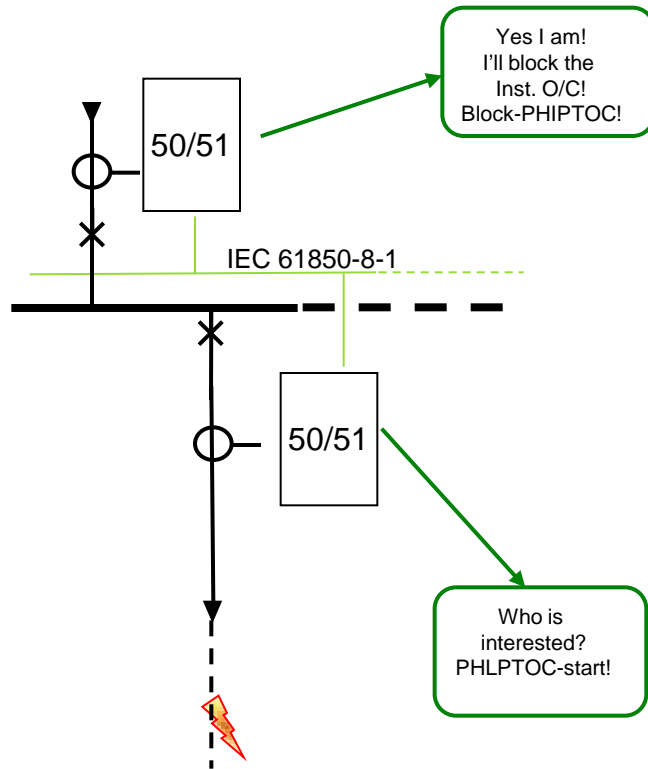 Yes I am!
I'll block the
Inst. O/C!
Block-PHIPTOC!
50/51
IEC 61850-8-1
50/51
Who is
interested?
PHLPTOC-start!